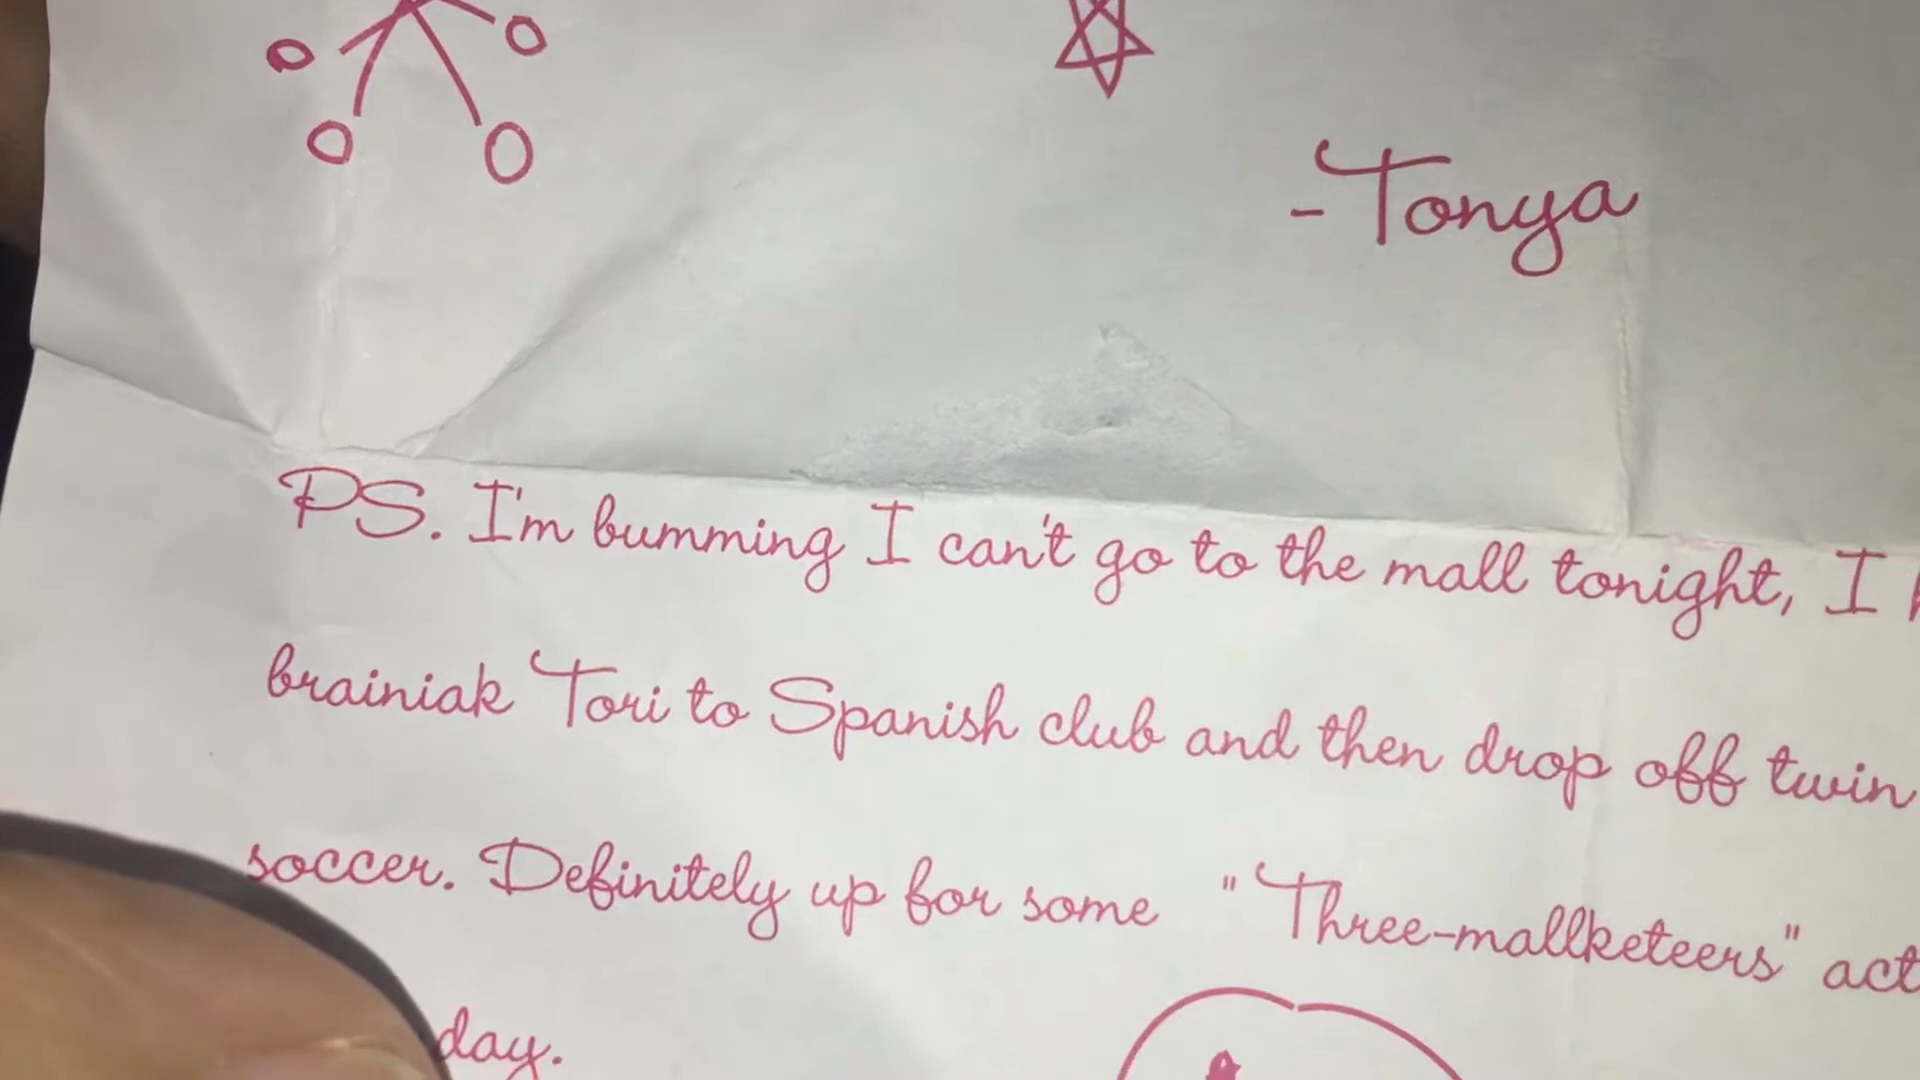 -Tonya
PS. I'm bumming I can't go to the mall tonight, I
brainiak Tori to Spanish club and then drop off twin
soccer. Definitely up for some "Three-mallketeers" act
day.